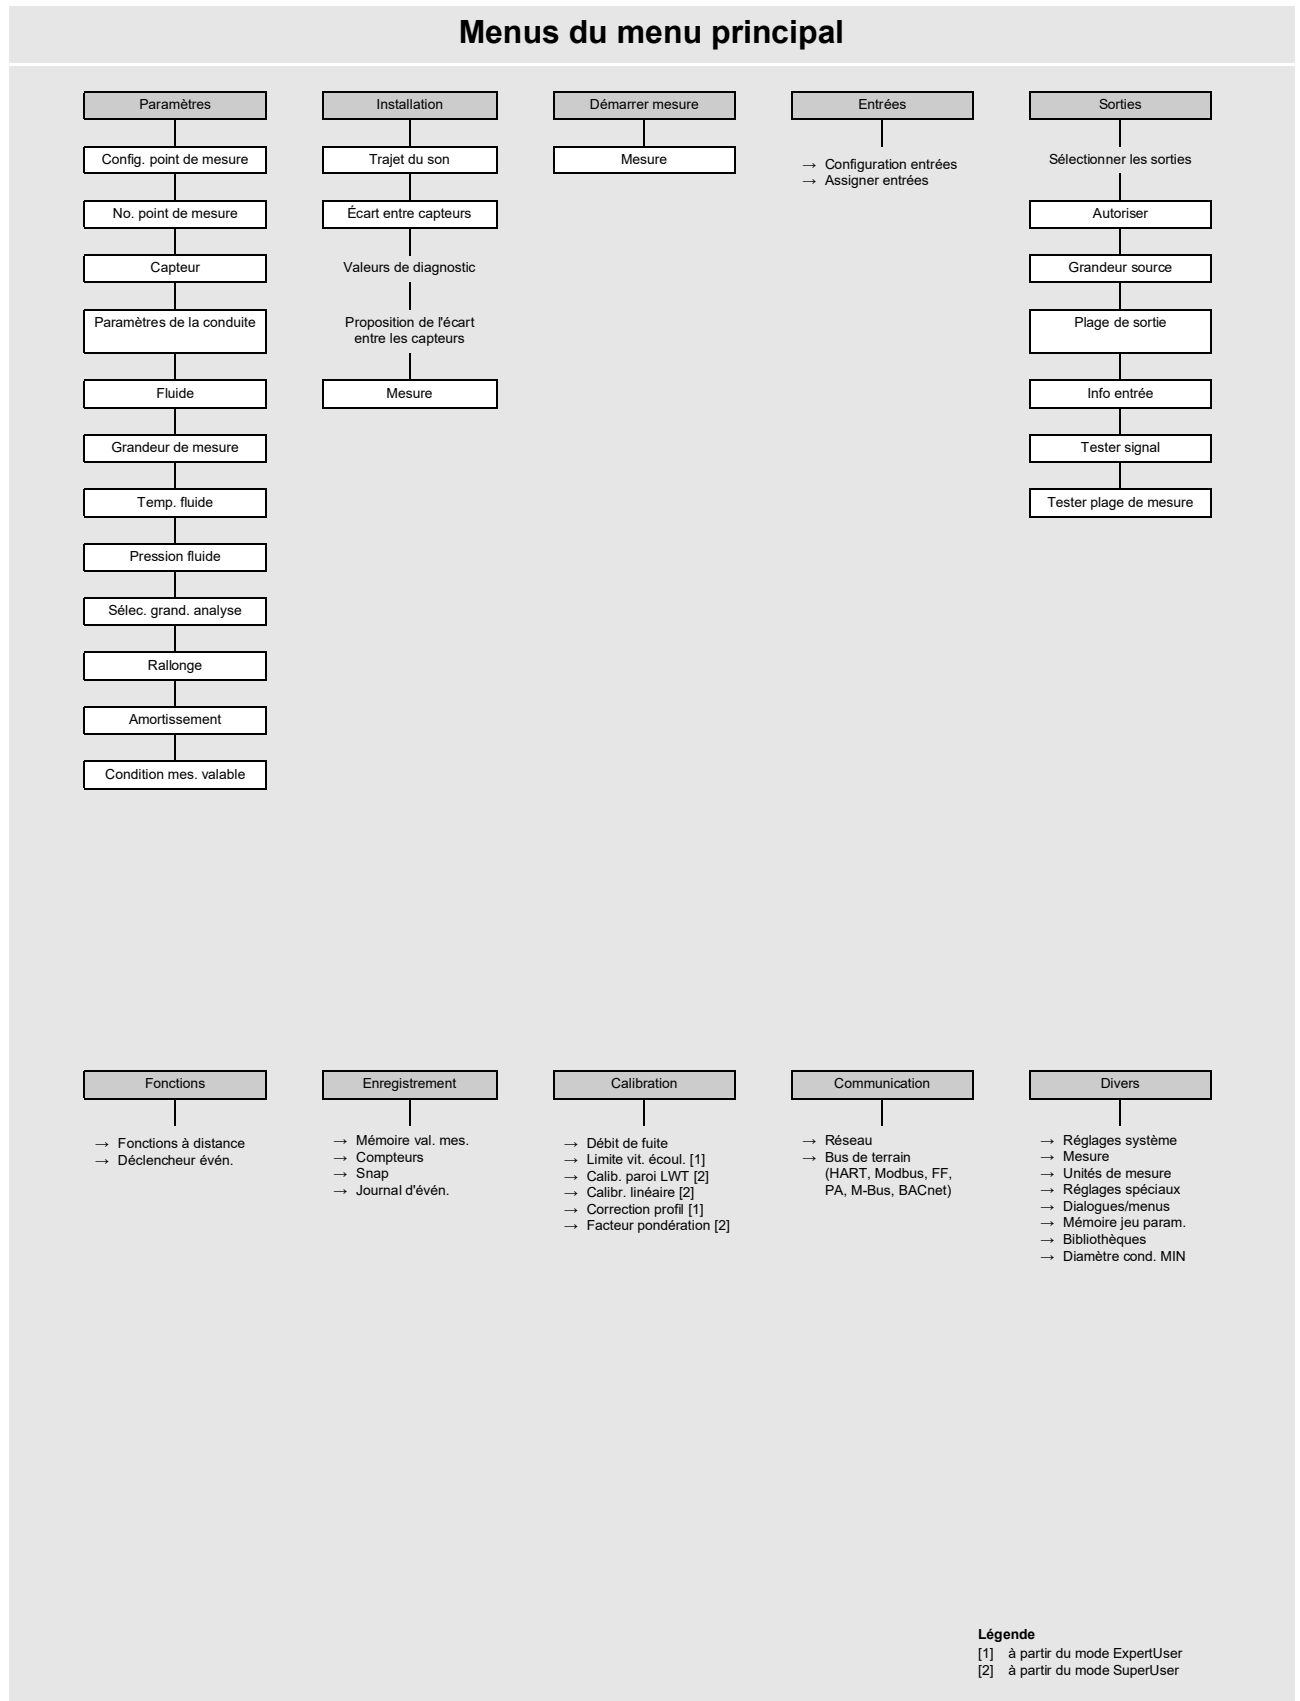 Menus du menu principal
Paramètres
Config. point de mesure
No. point de mesure
Capteur
Paramètres de la conduite
Fluide
Grandeur de mesure
Temp. fluide
Pression fluide
Sélec. grand. analyse
Rallonge
Amortissement
Condition mes. valable
Installation
Trajet du son
Écart entre capteurs
Valeurs de diagnostic
Proposition de l'écart
entre les capteurs
Mesure
Démarrer mesure
Mesure
Entrées
→ Configuration entrées
→ Assigner entrées
Sorties
Sélectionner les sorties
Autoriser
Grandeur source
Plage de sortie
Info entrée
Tester signal
Tester plage de mesure
Fonctions
→ Fonctions à distance
→ Déclencheur évén.
Enregistrement
→ Mémoire val. mes.
→ Compteurs
→ Snap
→ Journal d'évén.
Calibration
→ Débit de fuite
→ Limite vit. écoul. [1]
→ Calib. paroi LWT [2]
→ Calibr. linéaire [2]
→ Correction profil [1]
→ Facteur pondération [2]
Communication
→ Réseau
→ Bus de terrain
(HART, Modbus, FF,
PA, M-Bus, BACnet)
Divers
→ Réglages système
→ Mesure
→ Unités de mesure
→ Réglages spéciaux
→ Dialogues/menus
→ Mémoire jeu param.
→ Bibliothèques
→ Diamètre cond. MIN
Légende
[1] à partir du mode ExpertUser
[2] à partir du mode SuperUser